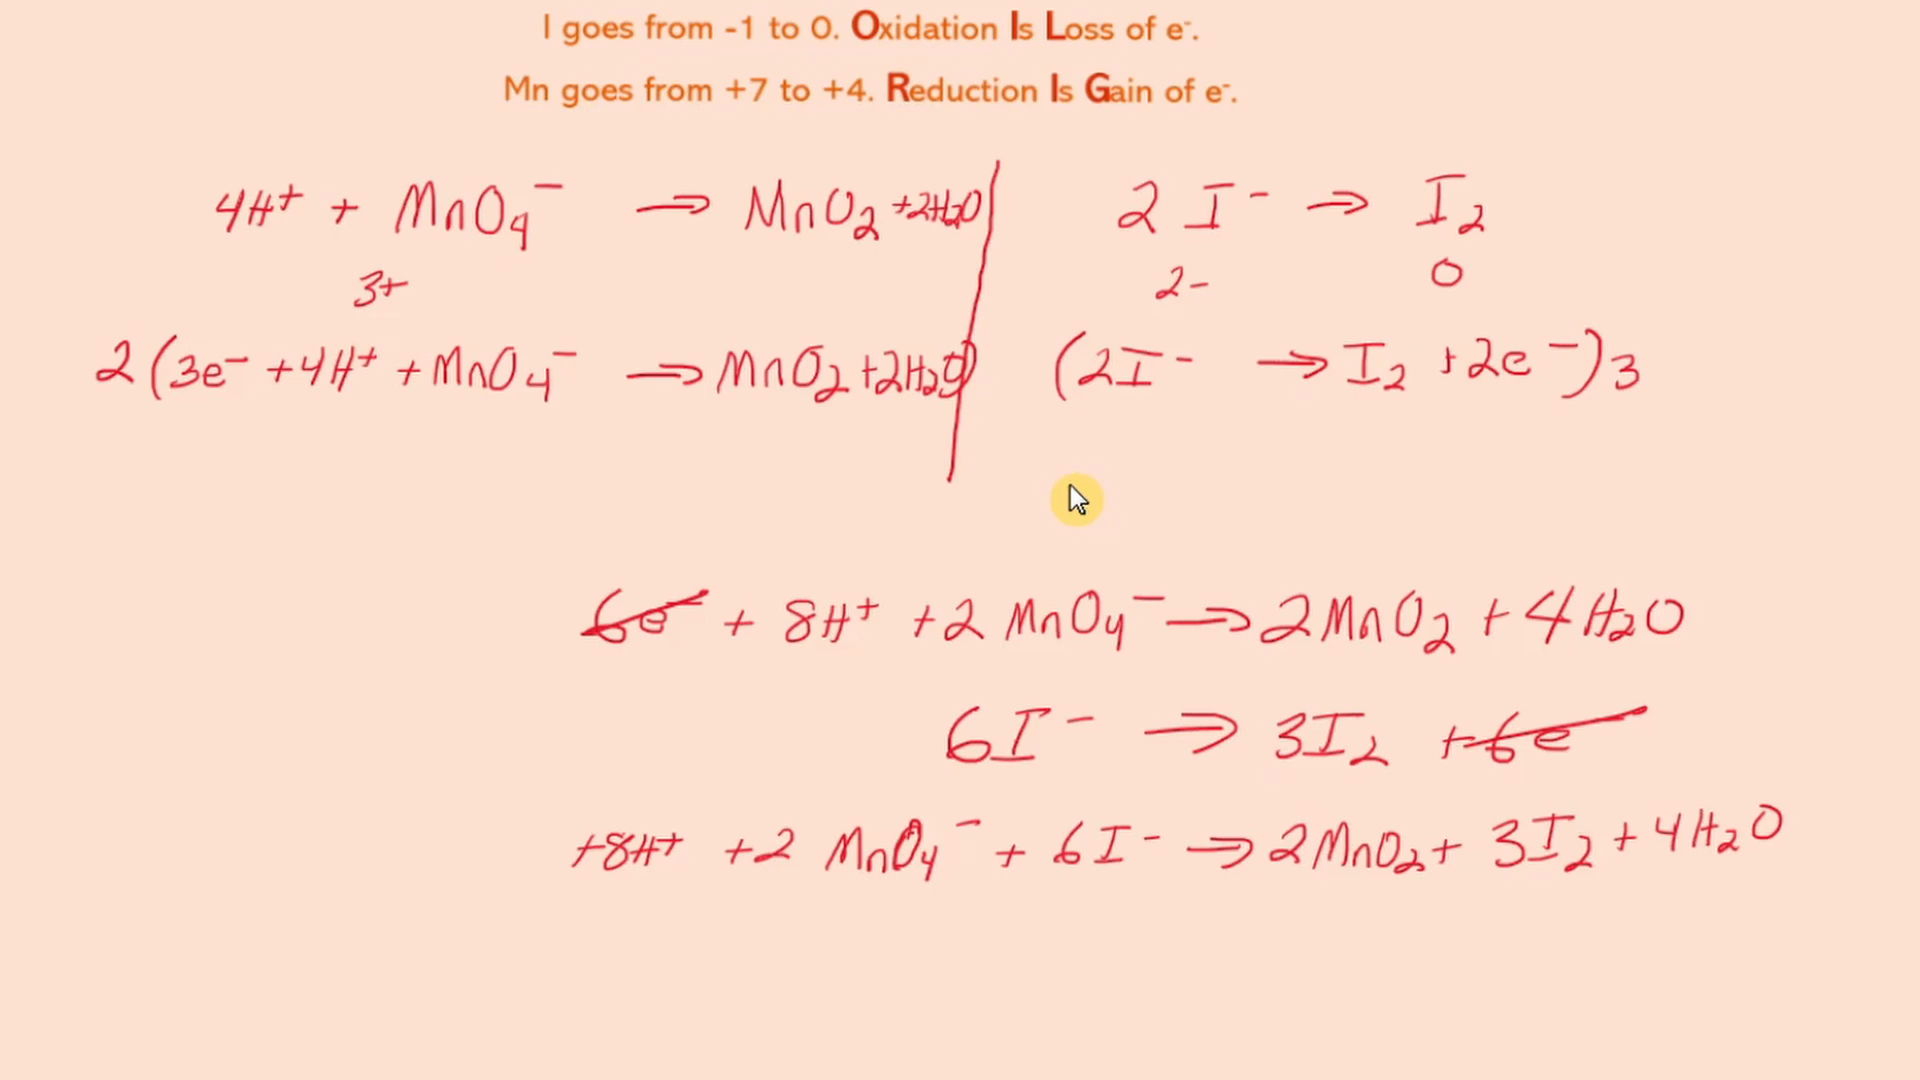 I goes from -1 to 0. Oxidation Is Loss of e⁻.
Mn goes from +7 to +4. Reduction Is Gain of e⁻.
4H⁺ + MnO₄⁻ → MnO₂ +2H₂O
2 I⁻ → I₂
3+
2- 0
2(3e⁻ +4H⁺ +MnO₄⁻ → MnO₂ +2H₂O)
(2I⁻ → I₂ +2e⁻)3
6e⁻ + 8H⁺ +2 MnO₄⁻ → 2MnO₂ + 4H₂O
6I⁻ → 3I₂ +6e⁻
+8H⁺ +2 MnO₄⁻ + 6I⁻ → 2MnO₂ + 3I₂ + 4H₂O